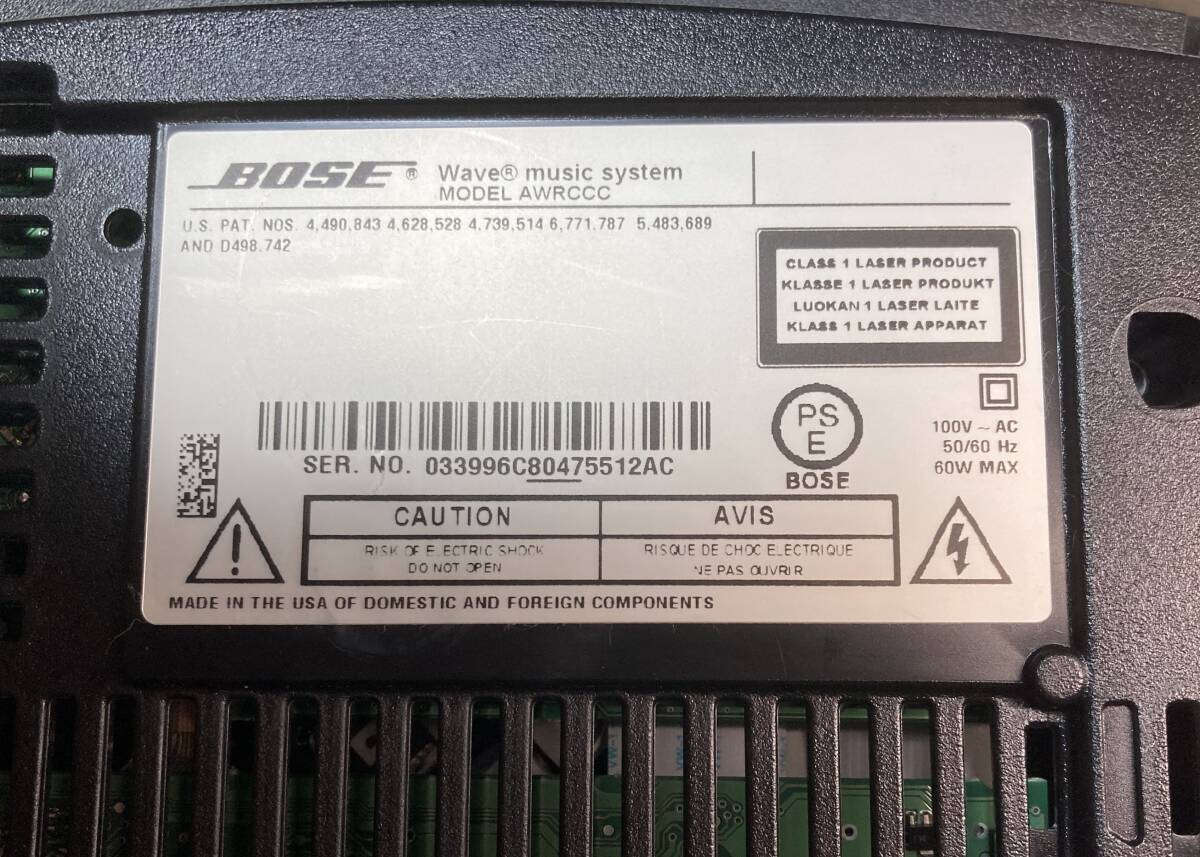 BOSE® Wave® music system
MODEL AWRCCC
U.S. PAT. NOS. 4,490,843 4,628,528 4,739,514 6,771,787 5,483,689
AND D498,742
CLASS 1 LASER PRODUCT
KLASSE 1 LASER PRODUKT
LUOKAN 1 LASER LAITE
KLASS 1 LASER APPARAT
SER. NO. 033996C80475512AC
PS
E
BOSE
100V ~ AC
50/60 Hz
60W MAX
CAUTION
RISK OF ELECTRIC SHOCK
DO NOT OPEN
AVIS
RISQUE DE CHOC ELECTRIQUE
NE PAS OUVRIR
MADE IN THE USA OF DOMESTIC AND FOREIGN COMPONENTS